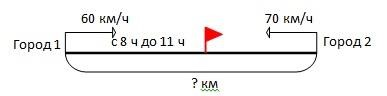 60 км/ч 70 км/ч
Город 1 с 8 ч до 11 ч Город 2
? км